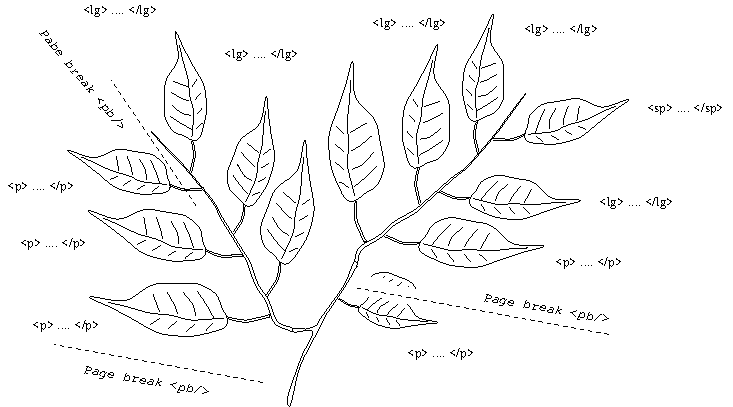 <lg> .... </lg>
<lg> .... </lg>
<lg> .... </lg>
Pabe break <pb/>
<lg> .... </lg>
<sp> .... </sp>
<p> .... </p>
<lg> .... </lg>
<p> .... </p>
<p> .... </p>
Page break <pb/>
<p> .... </p>
<p> .... </p>
Page break <pb/>